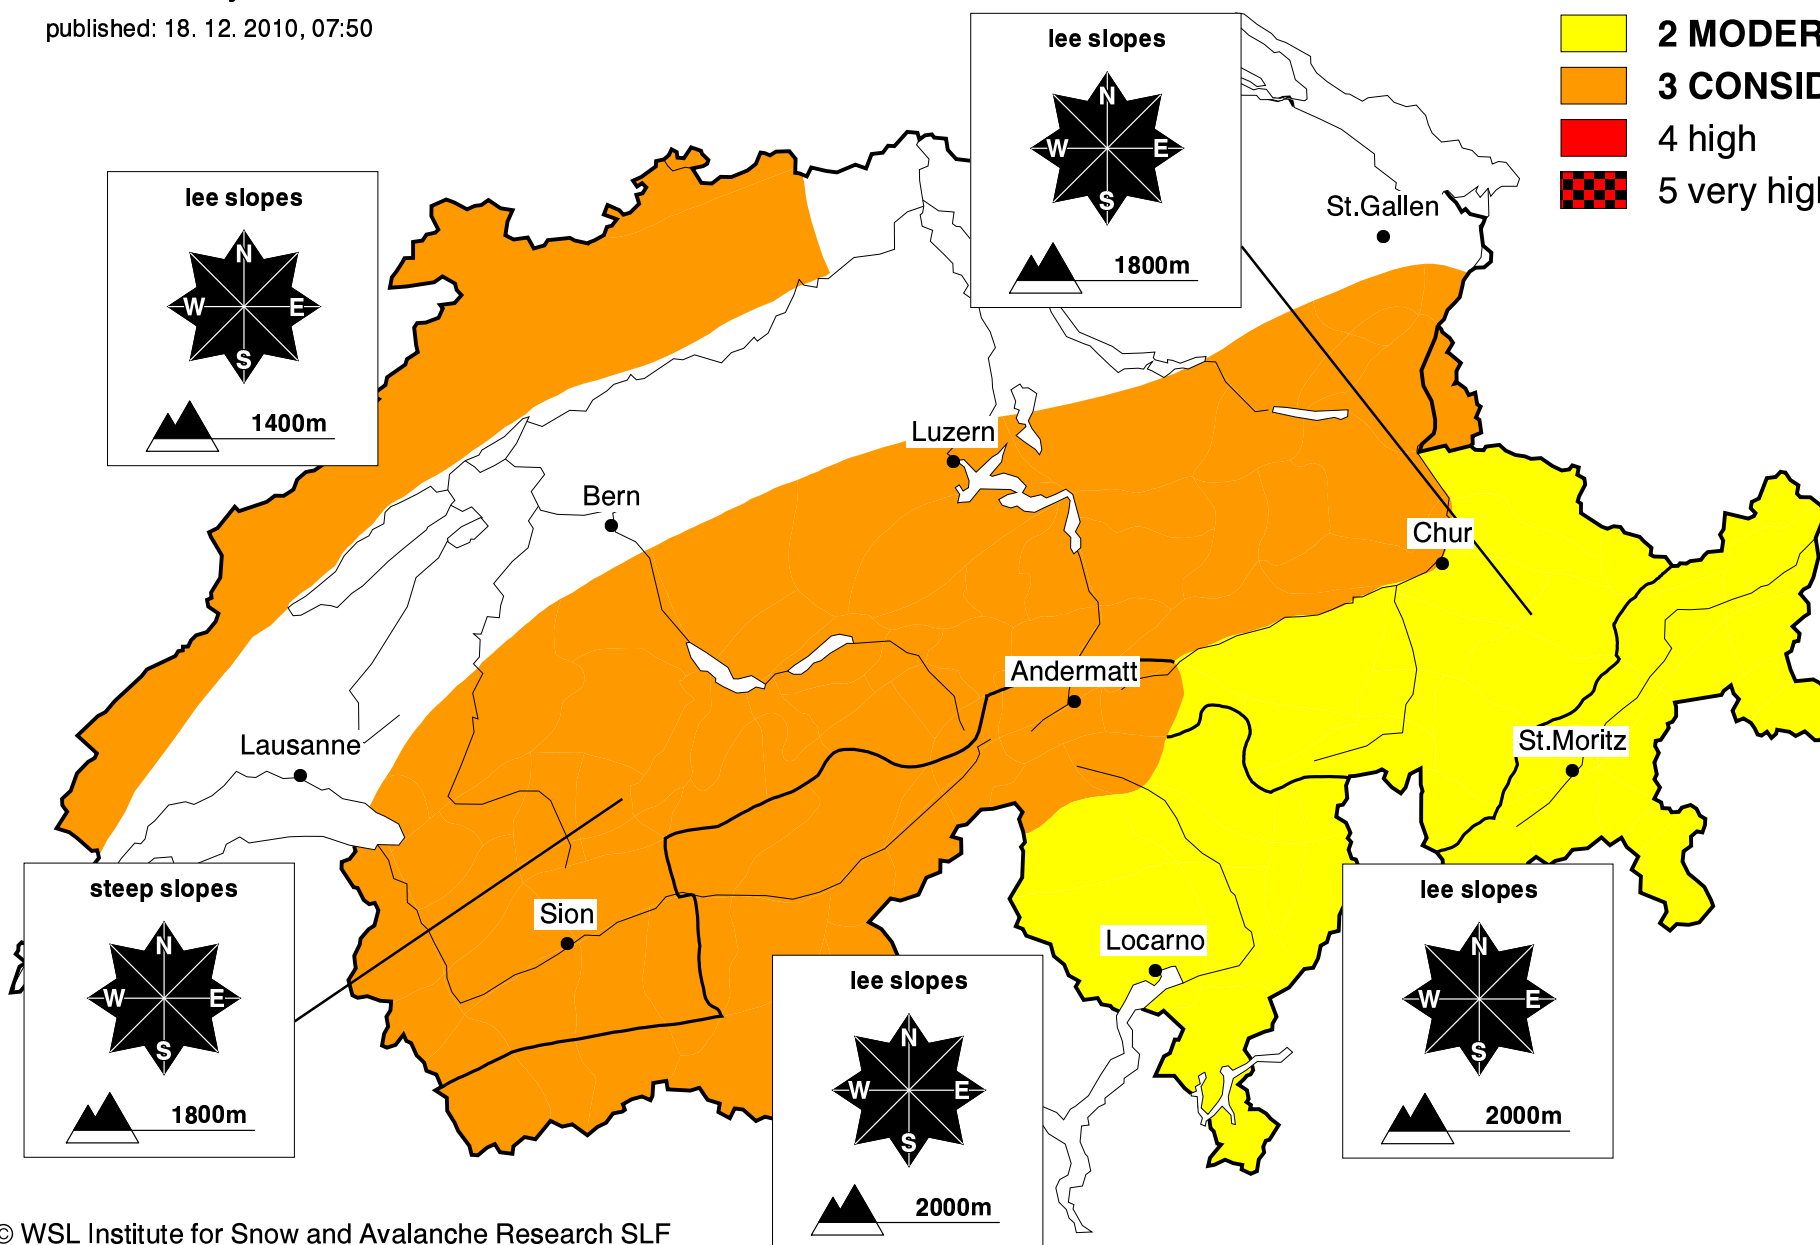 published: 18. 12. 2010, 07:50
2 MODER
3 CONSID
4 high
5 very high
lee slopes
N
W E
S
1800m
lee slopes
N
W E
S
1400m
St.Gallen
Luzern
Bern
Chur
Andermatt
Lausanne
St.Moritz
Sion
Locarno
steep slopes
N
W E
S
1800m
lee slopes
N
W E
S
2000m
lee slopes
N
W E
S
2000m
© WSL Institute for Snow and Avalanche Research SLF